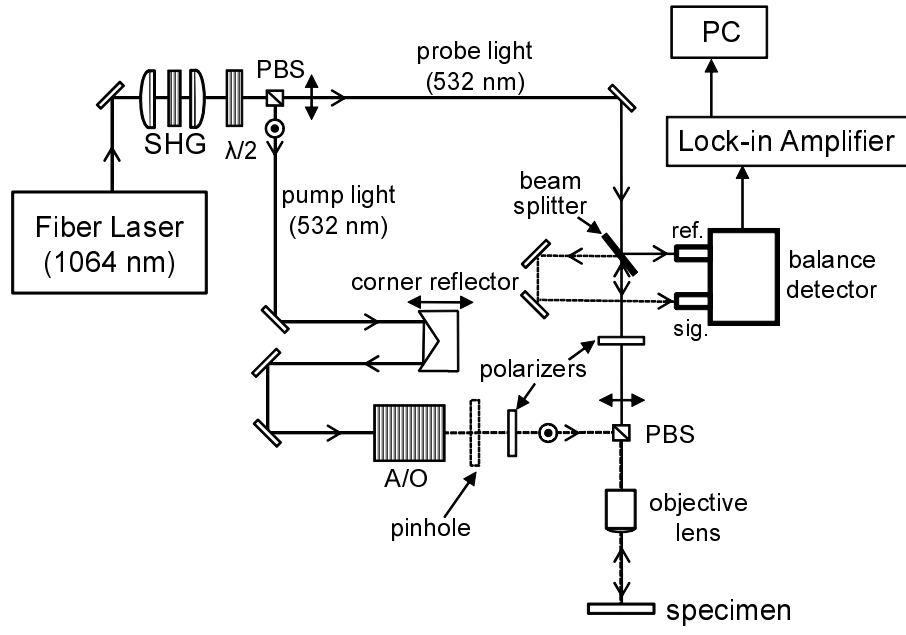 PC
probe light
(532 nm)
PBS
SHG
λ/2
Lock-in Amplifier
Fiber Laser
(1064 nm)
pump light
(532 nm)
beam
splitter
ref.
balance
detector
sig.
corner reflector
polarizers
A/O
PBS
pinhole
objective
lens
specimen